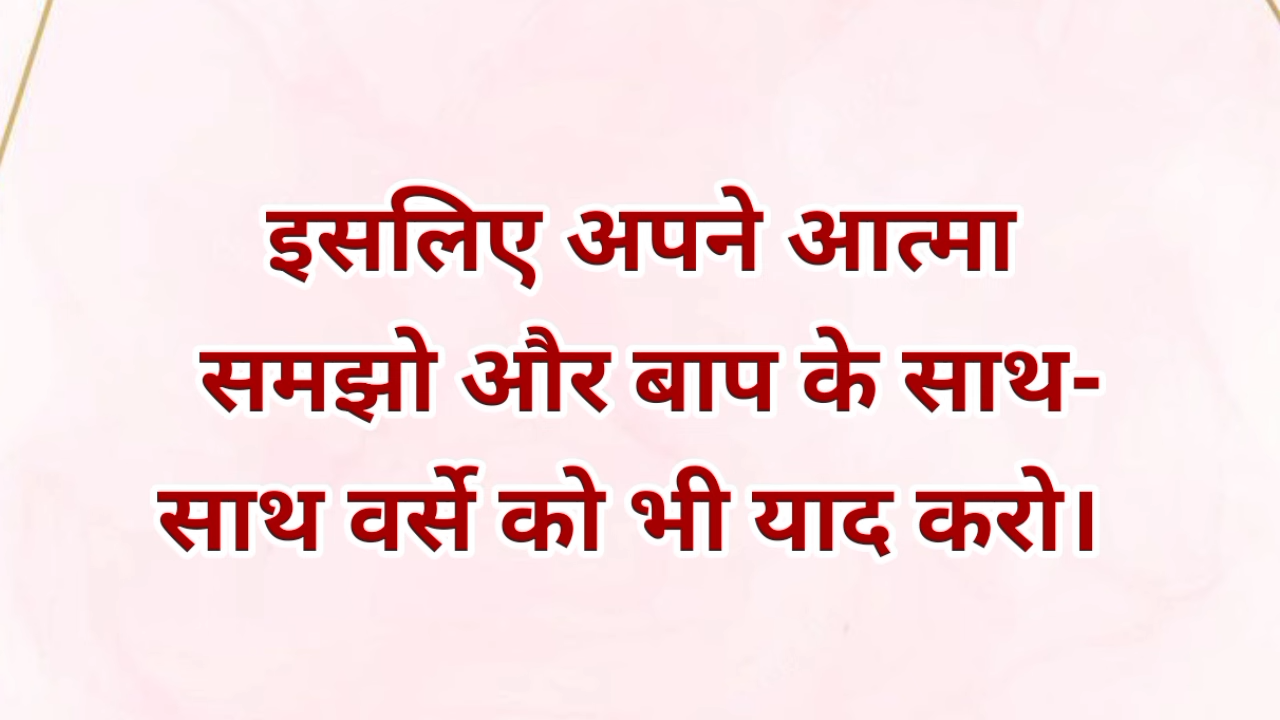 इसलिए अपने आत्मा
समझो और बाप के साथ-
साथ वर्से को भी याद करो।